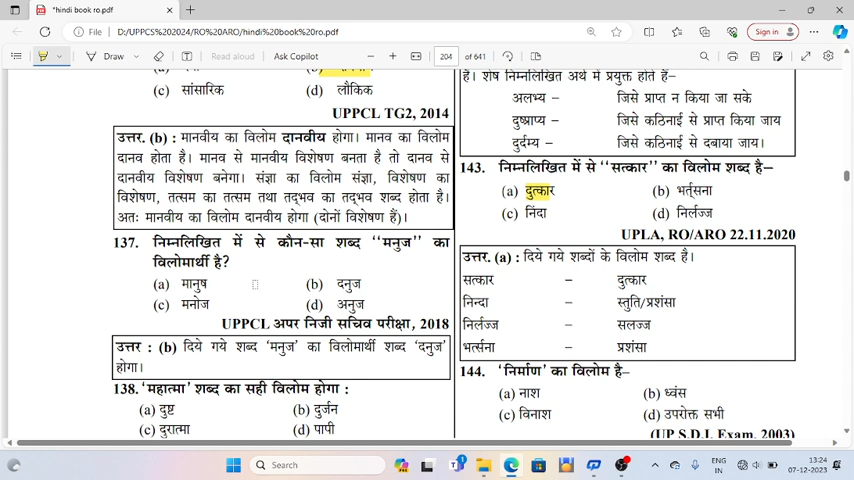 *hindi book ro.pdf
File
D:/UPPCS%202024/RO%20ARO/hindi%20book%20ro.pdf
Sign in
Draw
Read aloud
Ask Copilot
204
of 641
(c) सांसारिक
(d) लौकिक
UPPCL TG2, 2014
उत्तर. (b) : मानवीय का विलोम दानवीय होगा। मानव का विलोम
दानव होता है। मानव से मानवीय विशेषण बनता है तो दानव से
दानवीय विशेषण बनेगा। संज्ञा का विलोम संज्ञा, विशेषण का
विशेषण, तत्सम का तत्सम तथा तद्भव का तद्भव शब्द होता है।
अतः मानवीय का विलोम दानवीय होगा (दोनों विशेषण हैं)।
137. निम्नलिखित में से कौन-सा शब्द ‘‘मनुज’’ का
विलोमार्थी है?
(a) मानुष
(b) दनुज
(c) मनोज
(d) अनुज
UPPCL अपर निजी सचिव परीक्षा, 2018
उत्तर : (b) दिये गये शब्द ‘मनुज’ का विलोमार्थी शब्द ‘दनुज’
होगा।
138. ‘महात्मा’ शब्द का सही विलोम होगा :
(a) दुष्ट
(b) दुर्जन
(c) दुरात्मा
(d) पापी
हैं। शेष निम्नलिखित अर्थ में प्रयुक्त होते हैं–
अलभ्य – जिसे प्राप्त न किया जा सके
दुष्प्राप्य – जिसे कठिनाई से प्राप्त किया जाय
दुर्दम्य – जिसे कठिनाई से दबाया जाय।
143. निम्नलिखित में से ‘‘सत्कार’’ का विलोम शब्द है–
(a) दुत्कार
(b) भर्त्सना
(c) निंदा
(d) निर्लज्ज
UPLA, RO/ARO 22.11.2020
उत्तर. (a) : दिये गये शब्दों के विलोम शब्द है।
सत्कार – दुत्कार
निन्दा – स्तुति/प्रशंसा
निर्लज्ज – सलज्ज
भर्त्सना – प्रशंसा
144. ‘निर्माण’ का विलोम है–
(a) नाश
(b) ध्वंस
(c) विनाश
(d) उपरोक्त सभी
(UP S.D.I. Exam. 2003)
Search
ENG
IN
13:24
07-12-2023